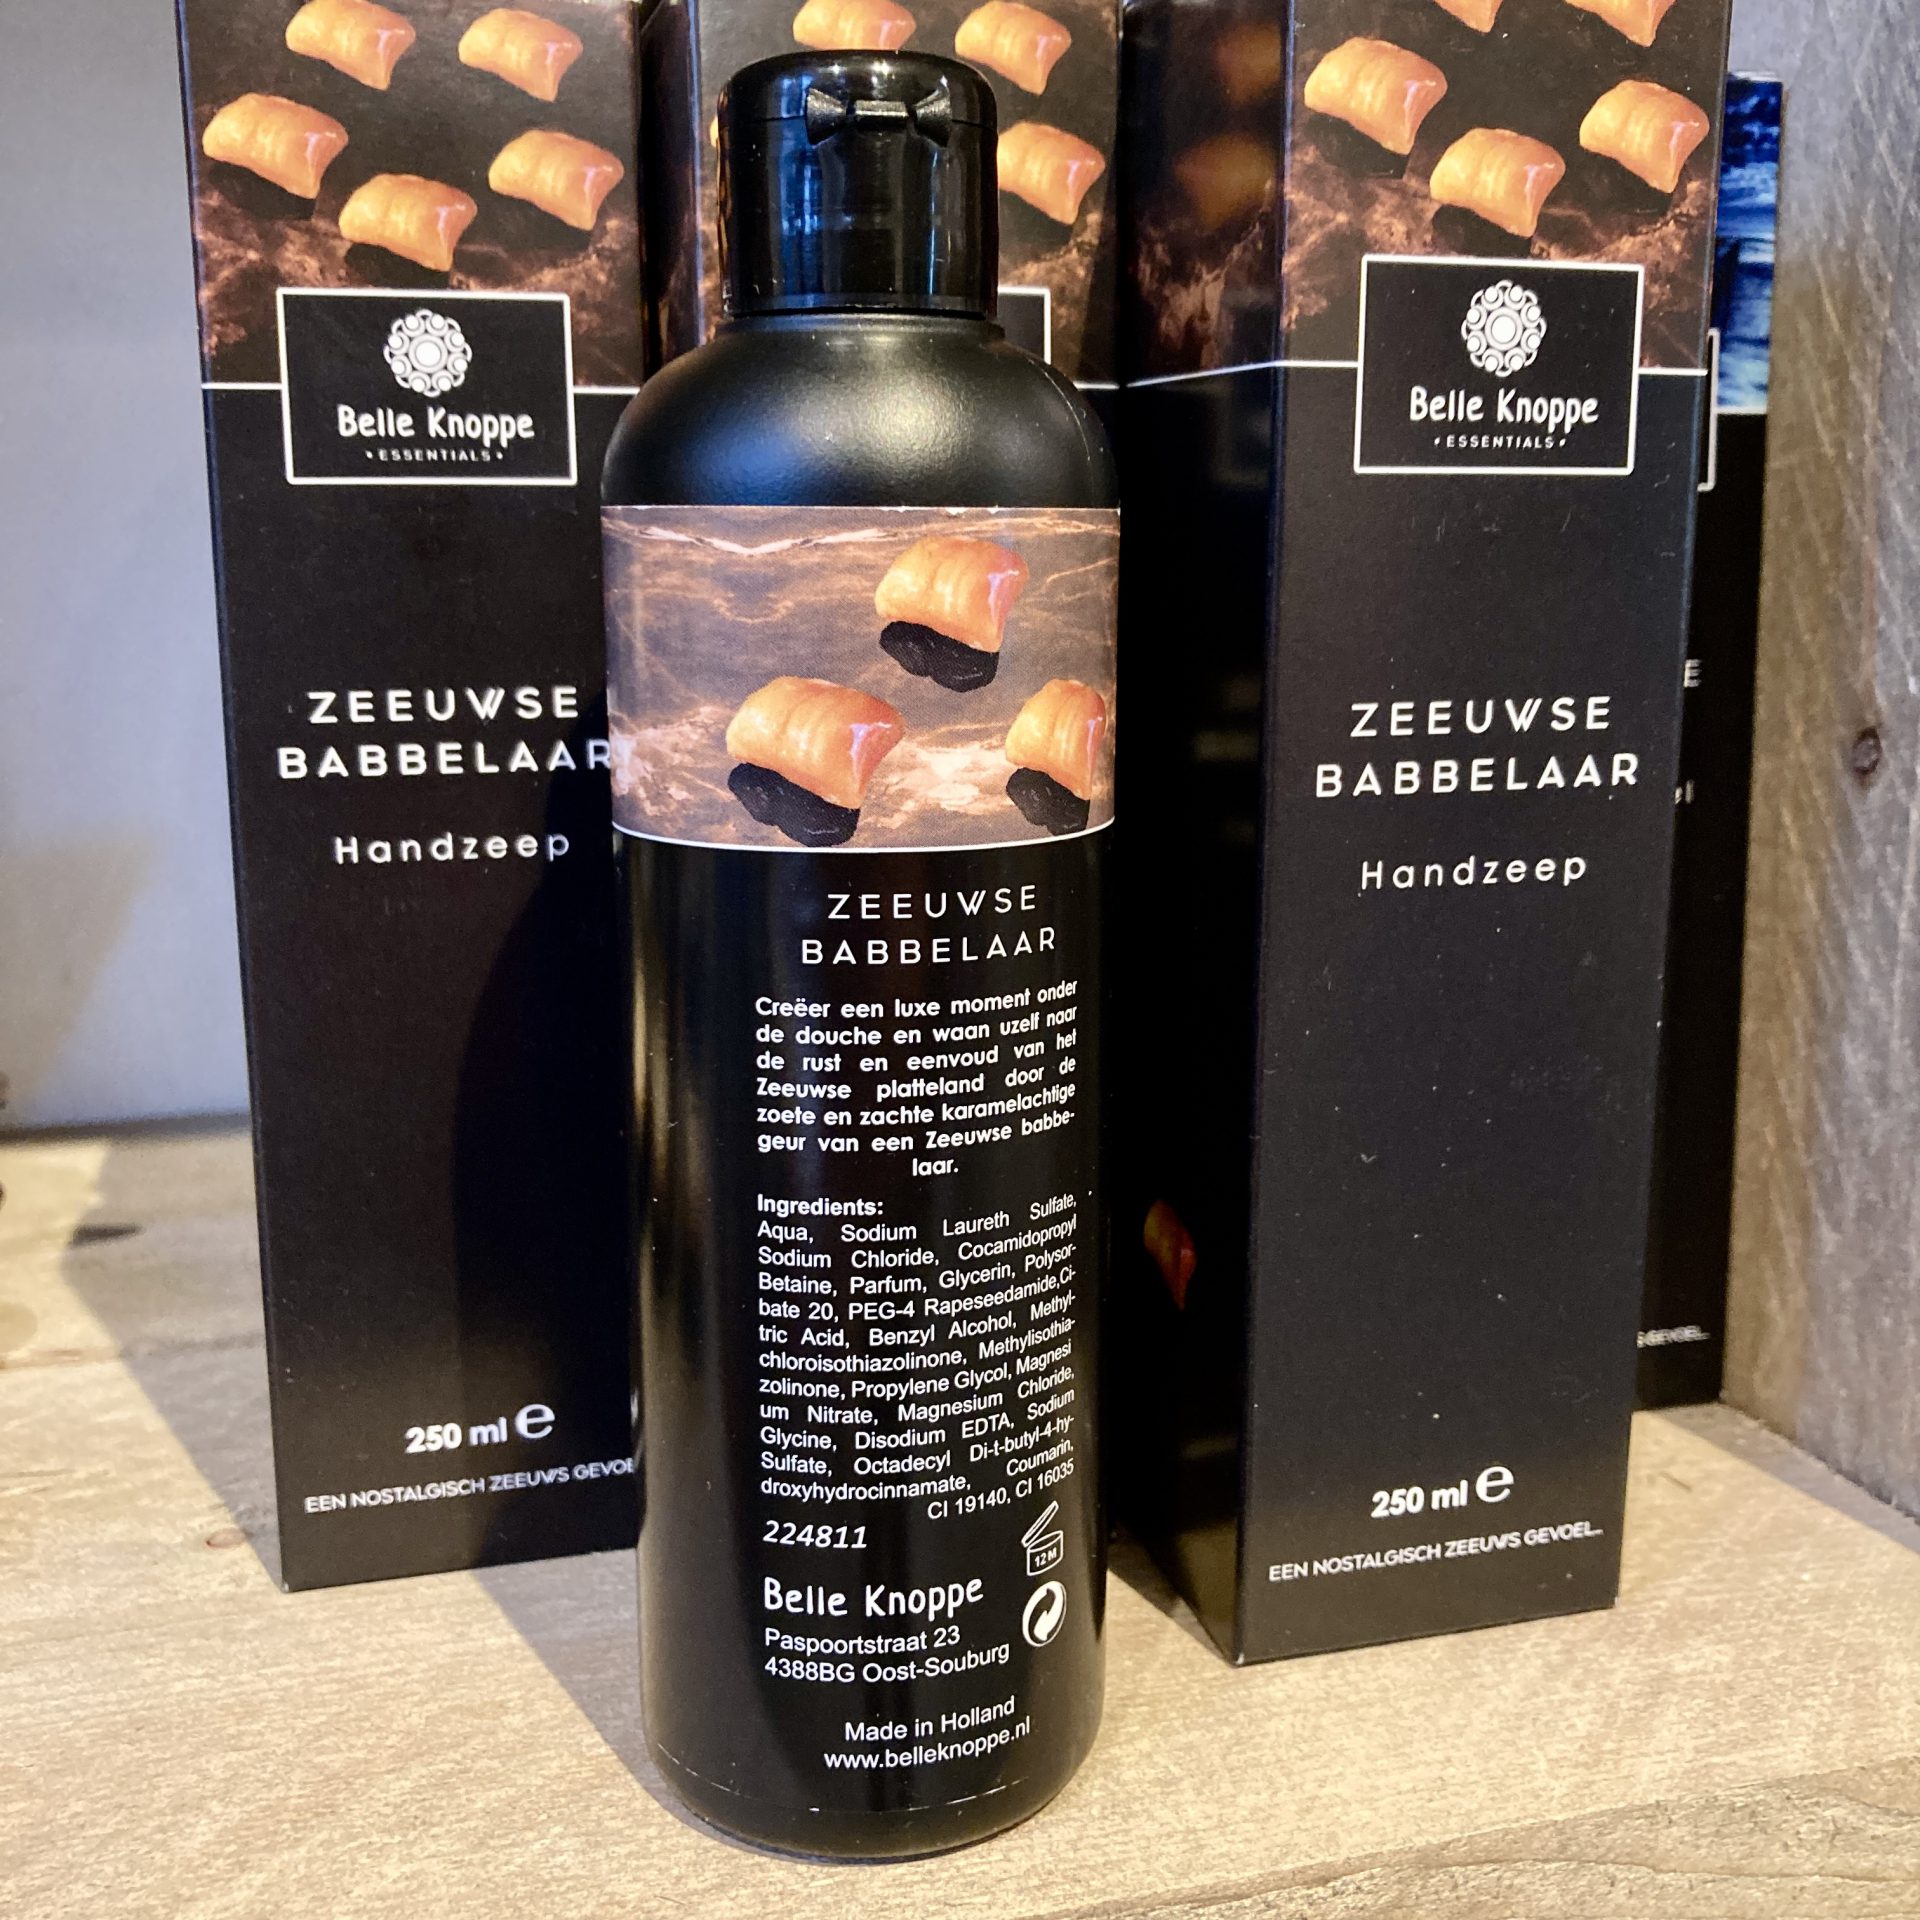 Belle Knoppe
ESSENTIALS
ZEEUWSE
BABBELAAR
Handzeep
250 ml e
EEN NOSTALGISCH ZEEUWS GEVOE
ZEEUWSE
BABBELAAR
Creëer een luxe moment onder
de douche en waan uzelf naar
de rust en eenvoud van het
Zeeuwse platteland door de
zoete en zachte karamelachtige
geur van een Zeeuwse babbe-
laar.
Ingredients:
Aqua, Sodium Laureth Sulfate,
Sodium Chloride, Cocamidopropyl
Betaine, Parfum, Glycerin, Polysor-
bate 20, PEG-4 Rapeseedamide,Ci-
tric Acid, Benzyl Alcohol, Methyl-
chloroisothiazolinone, Methylisothia-
zolinone, Propylene Glycol, Magnesi
um Nitrate, Magnesium Chloride,
Glycine, Disodium EDTA, Sodium
Sulfate, Octadecyl Di-t-butyl-4-hy-
droxyhydrocinnamate, Coumarin,
CI 19140, CI 16035
224811
12M
Belle Knoppe
Paspoortstraat 23
4388BG Oost-Souburg
Made in Holland
www.belleknoppe.nl
Belle Knoppe
ESSENTIALS
ZEEUWSE
BABBELAAR
Handzeep
250 ml e
EEN NOSTALGISCH ZEEUWS GEVOEL...
E
el
S GEVOEL...